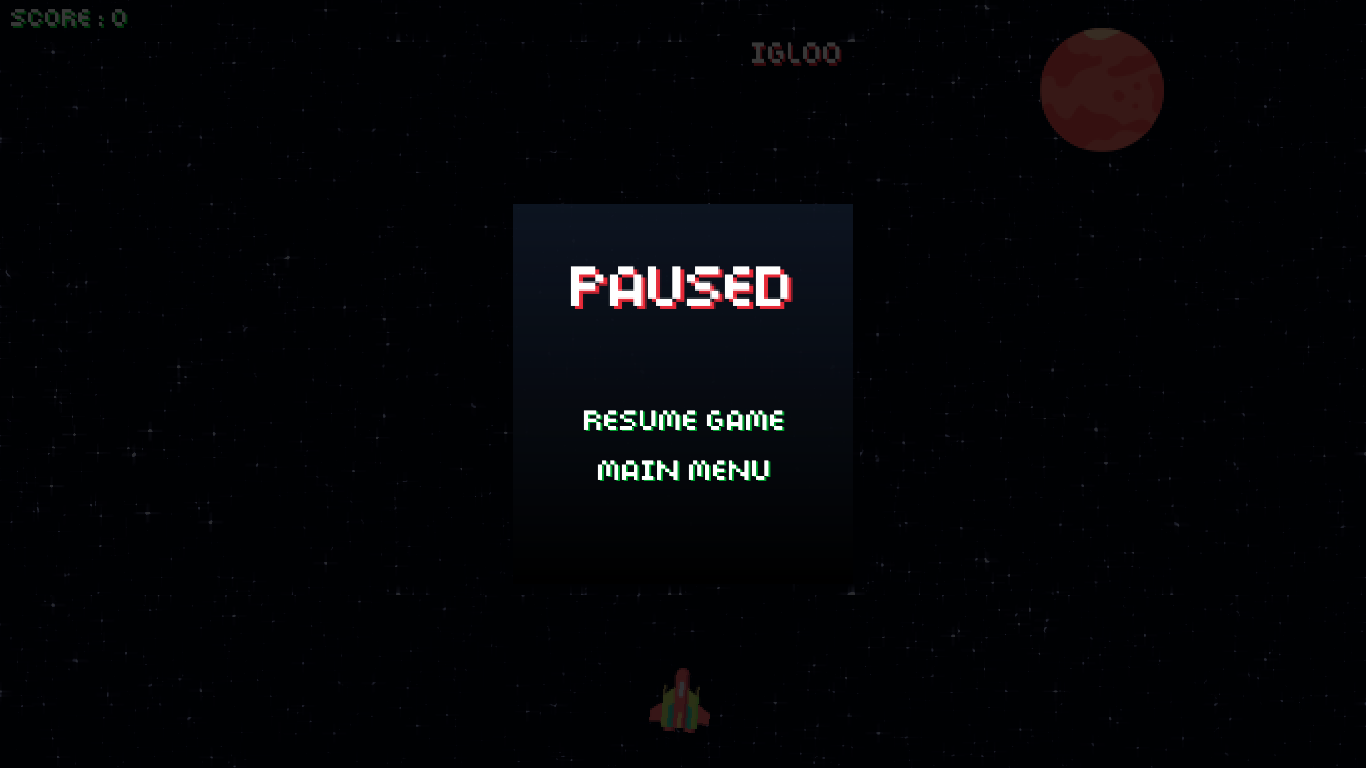 SCORE:0
IGLOO
PAUSED
RESUME GAME
MAIN MENU